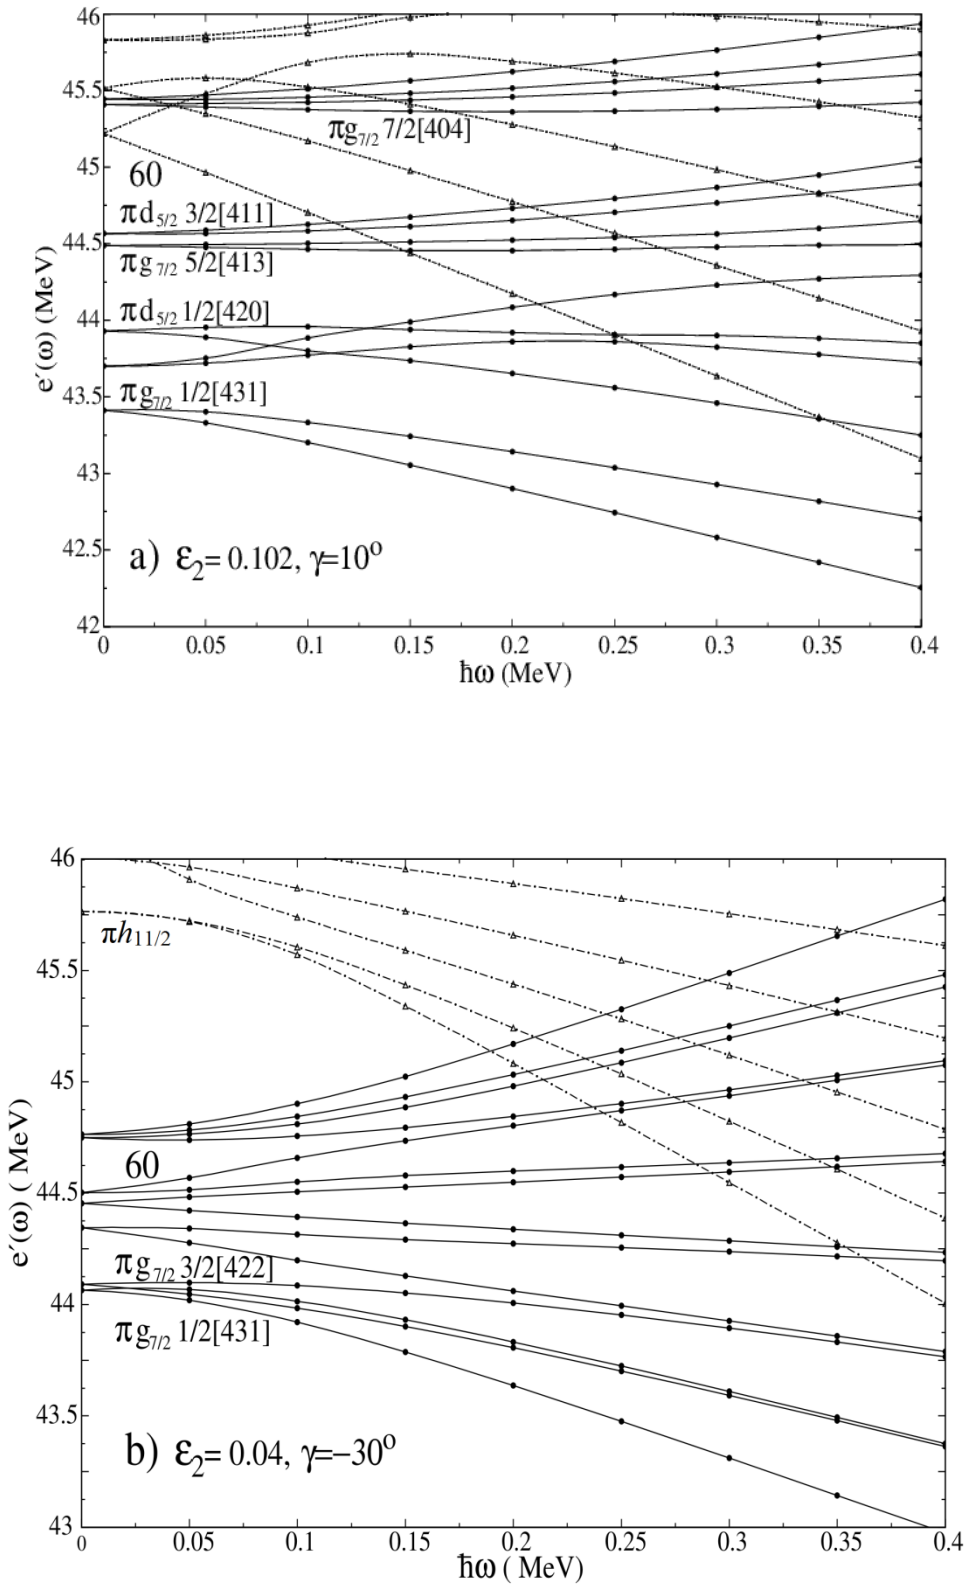 46
45.5
πg7/2 7/2[404]
45
60
πd5/2 3/2[411]
44.5
πg7/2 5/2[413]
πd5/2 1/2[420]
44
43.5
πg7/2 1/2[431]
43
42.5
a) ε2= 0.102, γ=10o
42
e´(ω) (MeV)
0 0.05 0.1 0.15 0.2 0.25 0.3 0.35 0.4
ħω (MeV)
46
πh11/2
45.5
45
60
44.5
πg7/2 3/2[422]
44
πg7/2 1/2[431]
43.5
b) ε2= 0.04, γ=−30o
43
e´(ω) ( MeV)
0 0.05 0.1 0.15 0.2 0.25 0.3 0.35 0.4
ħω ( MeV)